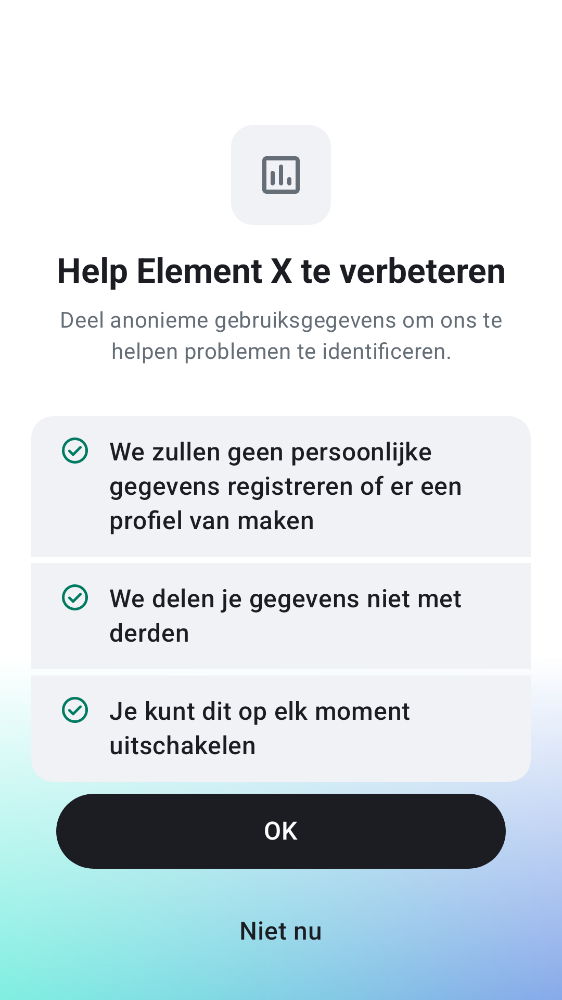 Help Element X te verbeteren
Deel anonieme gebruiksgegevens om ons te
helpen problemen te identificeren.
We zullen geen persoonlijke
gegevens registreren of er een
profiel van maken
We delen je gegevens niet met
derden
Je kunt dit op elk moment
uitschakelen
OK
Niet nu